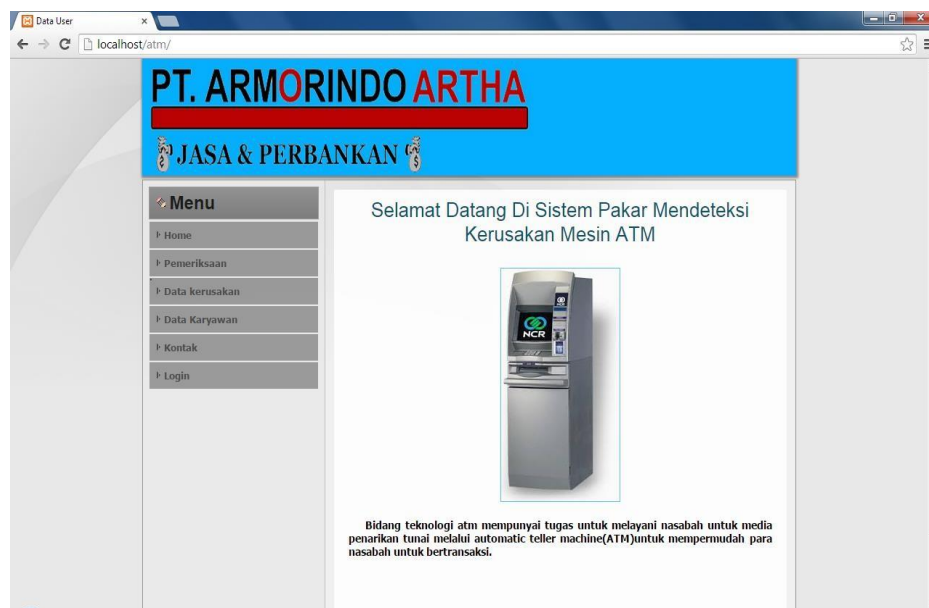 Data User
localhost/atm/
PT. ARMORINDO ARTHA
JASA & PERBANKAN
Menu
Home
Pemeriksaan
Data kerusakan
Data Karyawan
Kontak
Login
Selamat Datang Di Sistem Pakar Mendeteksi
Kerusakan Mesin ATM
NCR
NCR
Bidang teknologi atm mempunyai tugas untuk melayani nasabah untuk media
penarikan tunai melalui automatic teller machine(ATM)untuk mempermudah para
nasabah untuk bertransaksi.